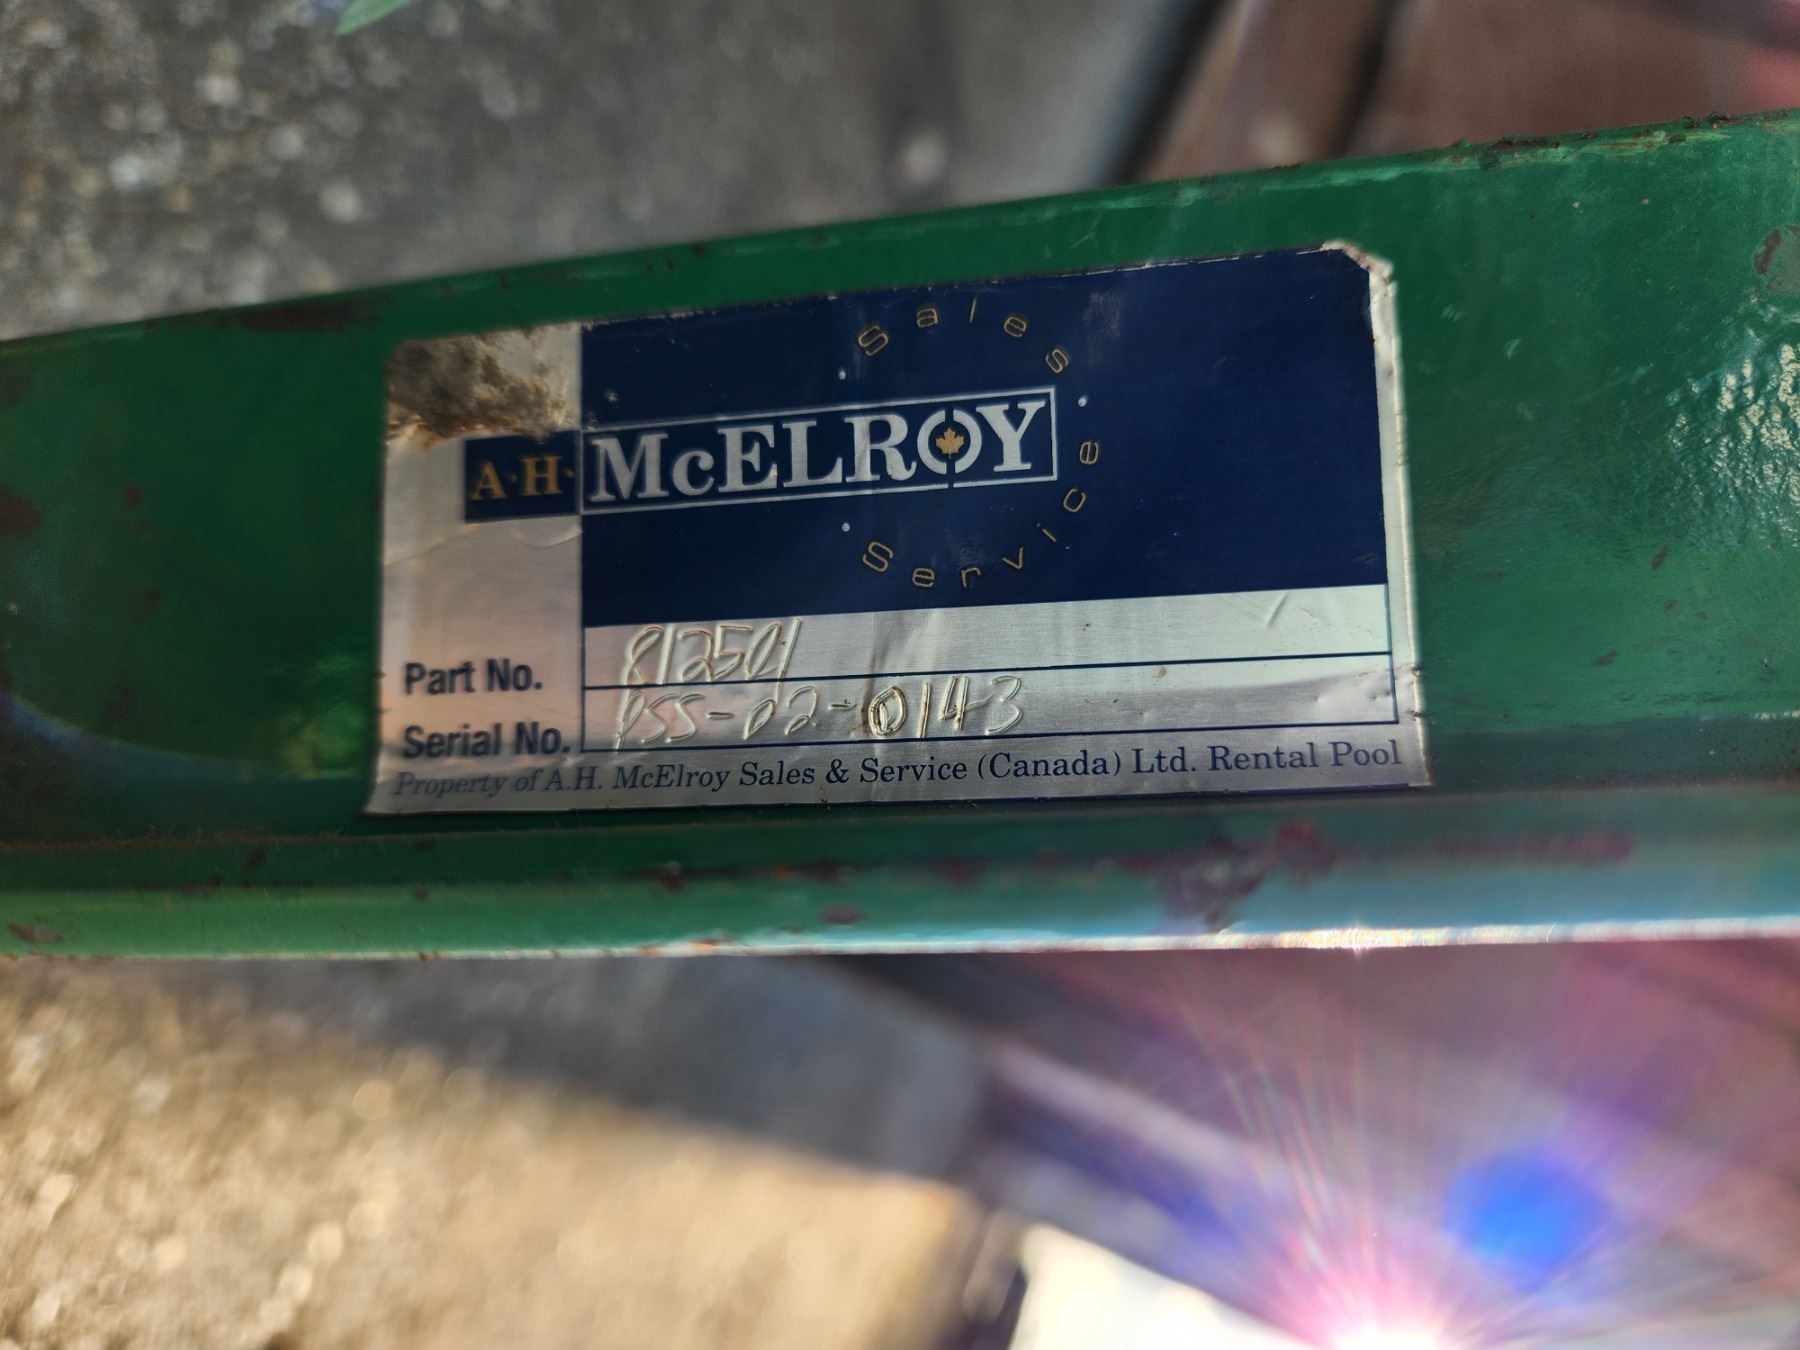 Sales
A·H· McELROY
Service
Part No. 812501
Serial No. PSS-02-0143
Property of A.H. McElroy Sales & Service (Canada) Ltd. Rental Pool